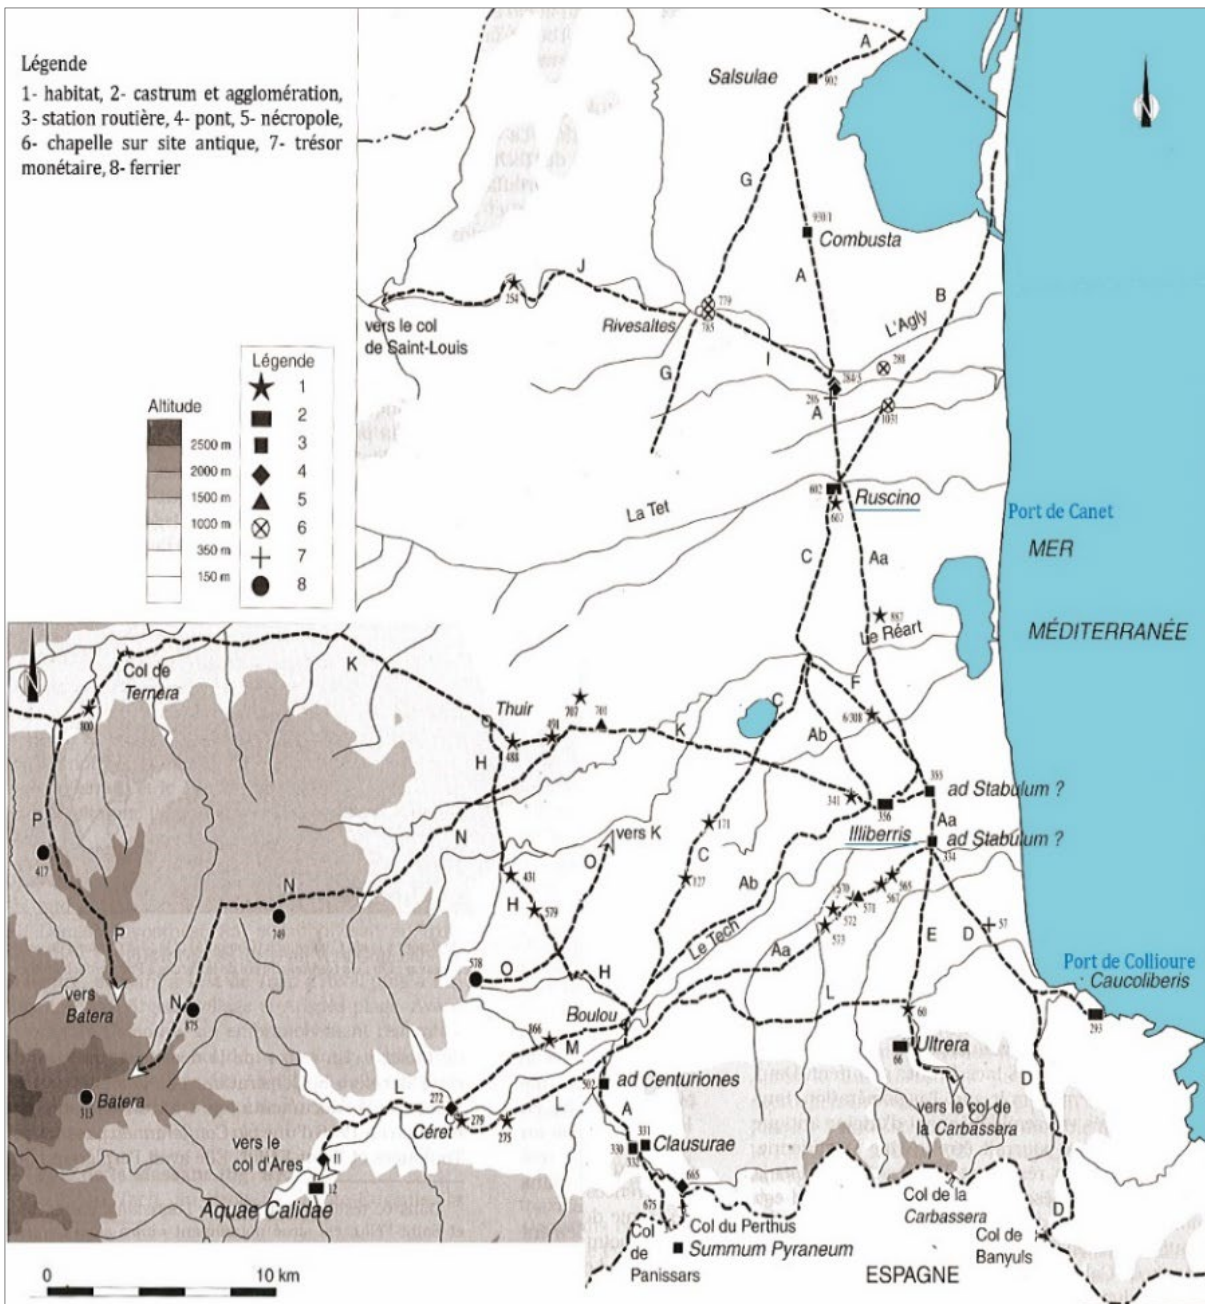 Légende
1- habitat, 2- castrum et agglomération,
3- station routière, 4- pont, 5- nécropole,
6- chapelle sur site antique, 7- trésor
monétaire, 8- ferrier
A
Salsulae
902
G
930/1
Combusta
A
B
J
254
vers le col
de Saint-Louis
Rivesaltes
779
785
L'Agly
I
G
288
284/5
286
A
1031
Légende
1
2
3
4
5
6
7
8
Altitude
2500 m
2000 m
1500 m
1000 m
350 m
150 m
602
Ruscino
La Tet
Port de Canet
MER
MÉDITERRANÉE
C
Aa
887
Le Réart
K
Col de
Ternera
800
Thuir
707
701
494
488
H
K
C
F
6/308
Ab
341
356
355
ad Stabulum ?
Illiberris
Aa
ad Stabulum ?
334
P
417
N
vers K
171
O
C
127
Ab
431
H
579
N
749
570
571
565
567
572
573
Le Tech
Aa
E
D
57
Port de Collioure
Caucoliberis
293
P
vers
Batera
N
875
578
O
H
Boulou
L
60
866
M
Ultrera
66
D
313
Batera
L
272
Céret
279
275
L
502
ad Centuriones
A
331
330
332
Clausurae
vers le col de
la Carbassera
vers le
col d'Ares
11
12
Aquae Calidae
665
675
Col du Perthus
Col
de
Panissars
Summum Pyraneum
Col de la
Carbassera
D
Col de
Banyuls
ESPAGNE
0
10 km